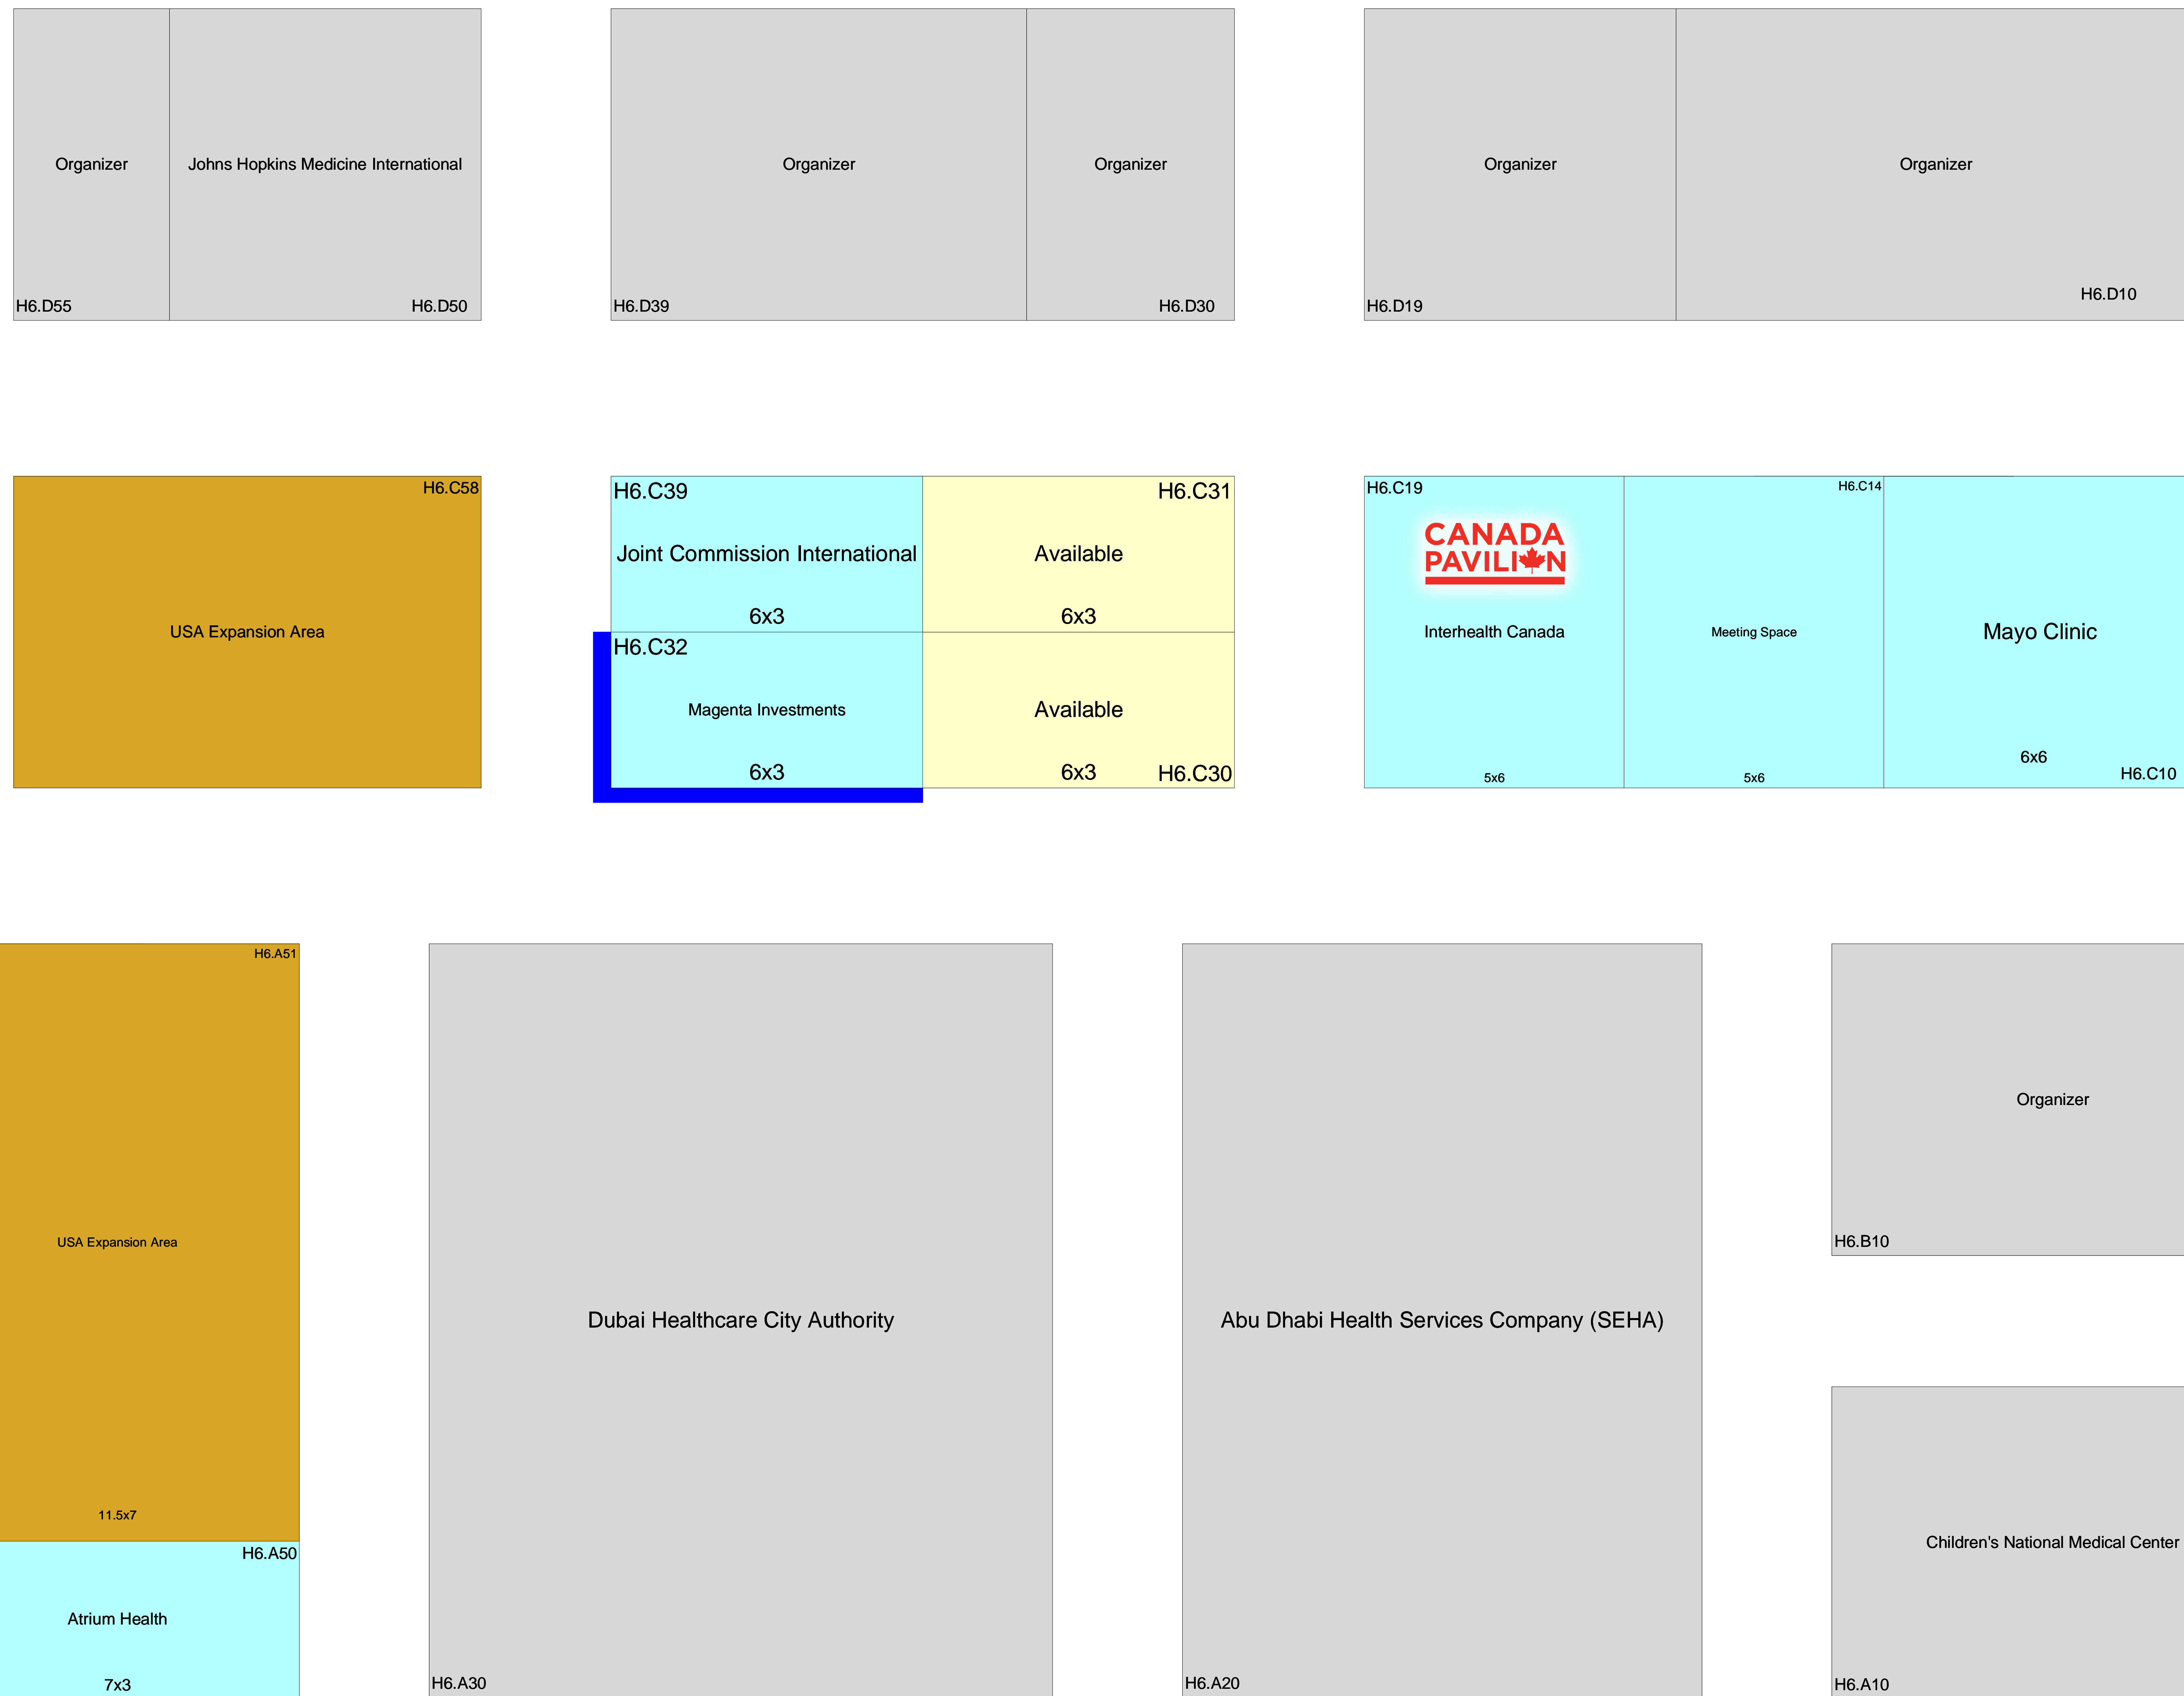 Organizer
Johns Hopkins Medicine International
H6.D55
H6.D50
Organizer
Organizer
H6.D39
H6.D30
Organizer
Organizer
H6.D19
H6.D10
H6.C58
USA Expansion Area
H6.C39
Joint Commission International
6x3
H6.C31
Available
6x3
H6.C32
Magenta Investments
6x3
Available
6x3
H6.C30
H6.C19
CANADA
PAVILION
Interhealth Canada
5x6
H6.C14
Meeting Space
5x6
Mayo Clinic
6x6
H6.C10
H6.A51
USA Expansion Area
11.5x7
H6.A50
Atrium Health
7x3
Dubai Healthcare City Authority
H6.A30
Abu Dhabi Health Services Company (SEHA)
H6.A20
Organizer
H6.B10
Children's National Medical Center
H6.A10